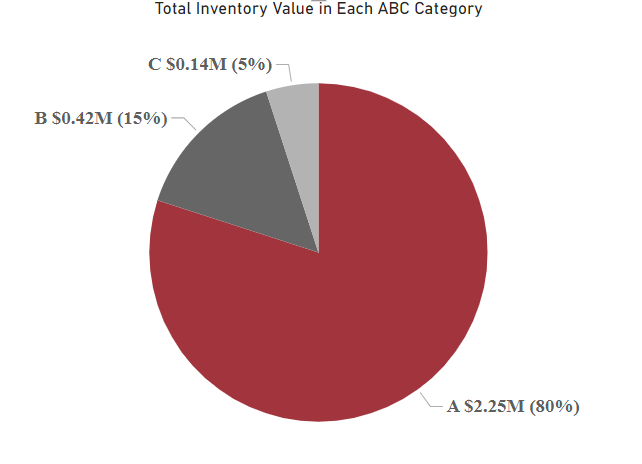 Total Inventory Value in Each ABC Category
C $0.14M (5%)
B $0.42M (15%)
A $2.25M (80%)